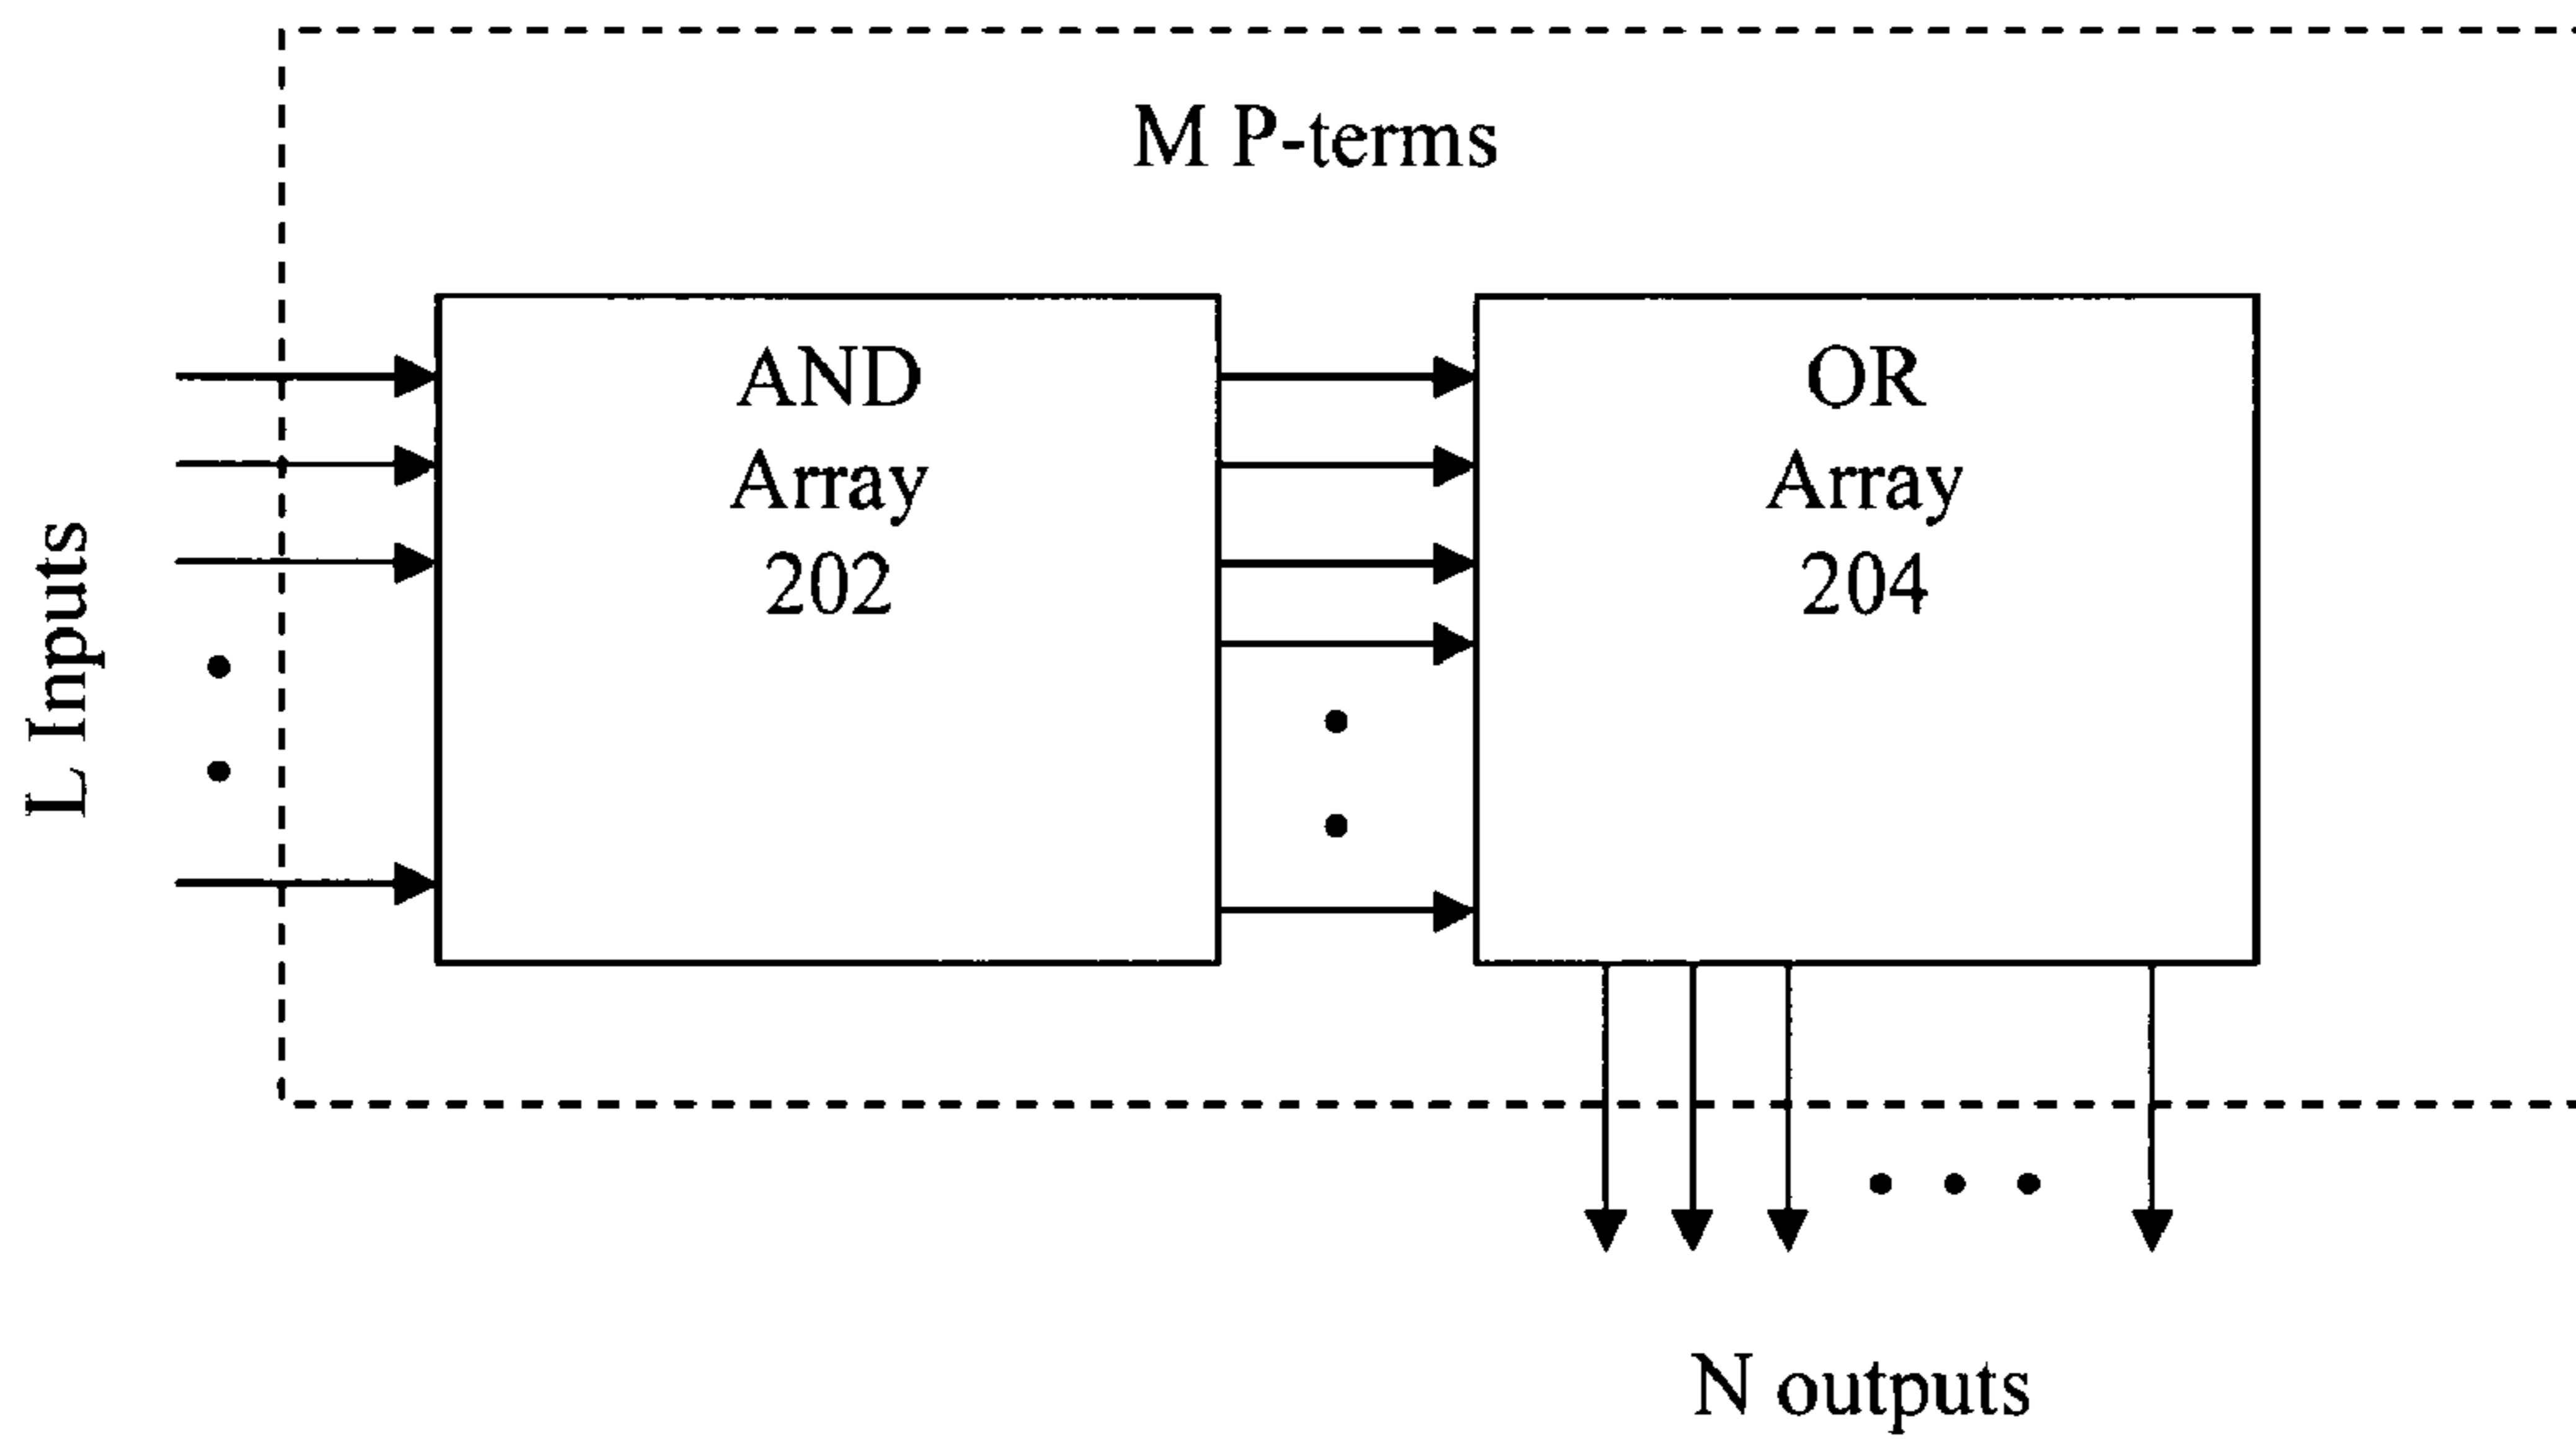 M P-terms
L Inputs
AND
Array
202
OR
Array
204
N outputs